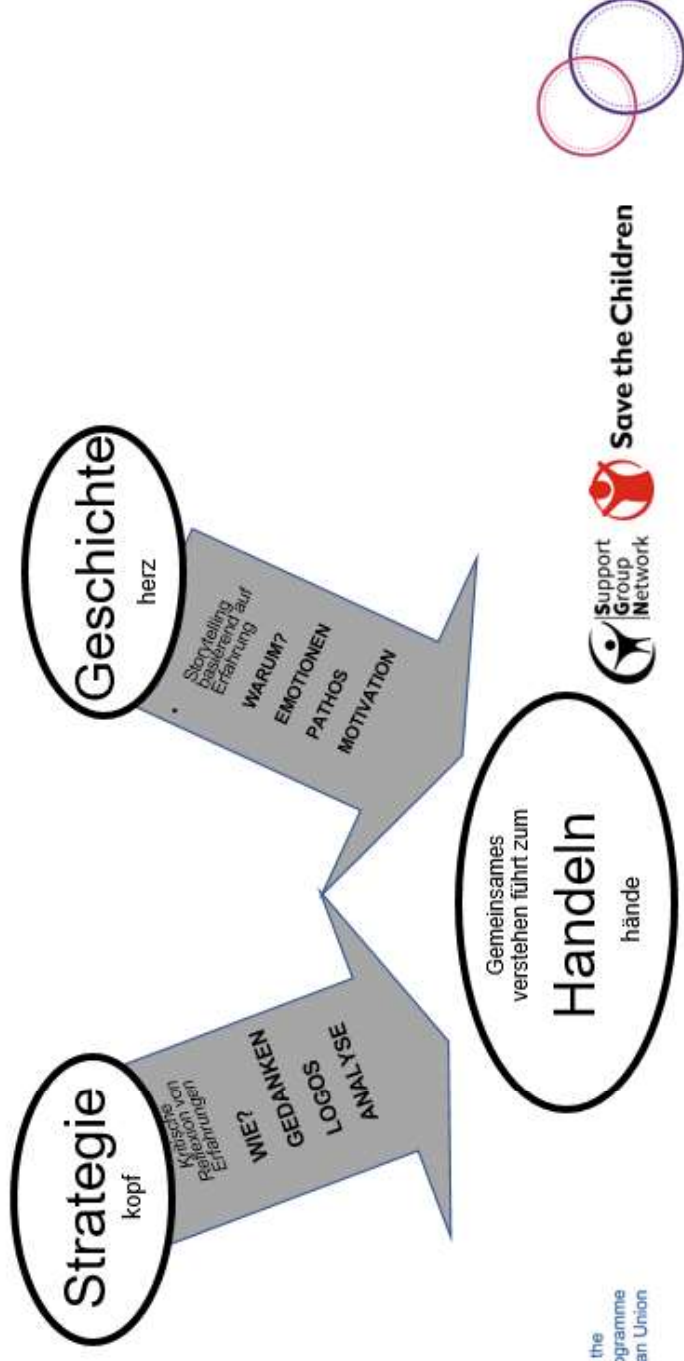 Strategie
kopf
Kritische
Reflexion von
Erfahrungen
WIE?
GEDANKEN
LOGOS
ANALYSE
Geschichte
herz
Storytelling
basierend auf
Erfahrung
WARUM?
EMOTIONEN
PATHOS
MOTIVATION
Gemeinsames
verstehen führt zum
Handeln
hände
the
ogramme
an Union
Support
Group
Network
Save the Children